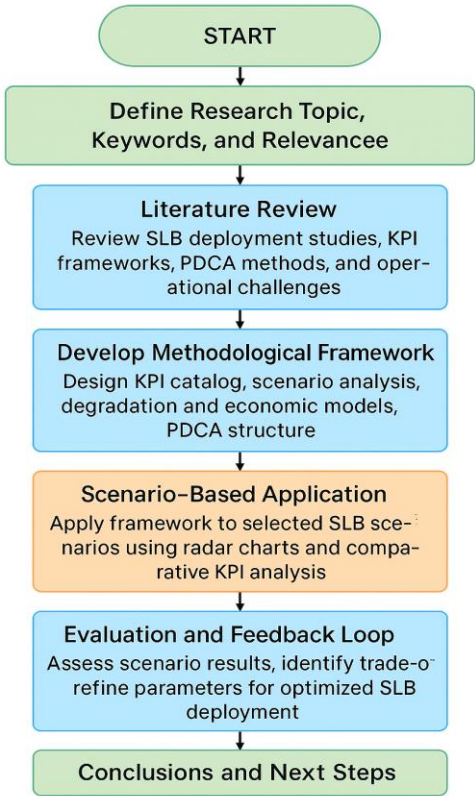 START
Define Research Topic,
Keywords, and Relevancee
Literature Review
Review SLB deployment studies, KPI
frameworks, PDCA methods, and oper-
ational challenges
Develop Methodological Framework
Design KPI catalog, scenario analysis,
degradation and economic models,
PDCA structure
Scenario-Based Application
Apply framework to selected SLB sce-
narios using radar charts and compa-
rative KPI analysis
Evaluation and Feedback Loop
Assess scenario results, identify trade-o-
refine parameters for optimized SLB
deployment
Conclusions and Next Steps